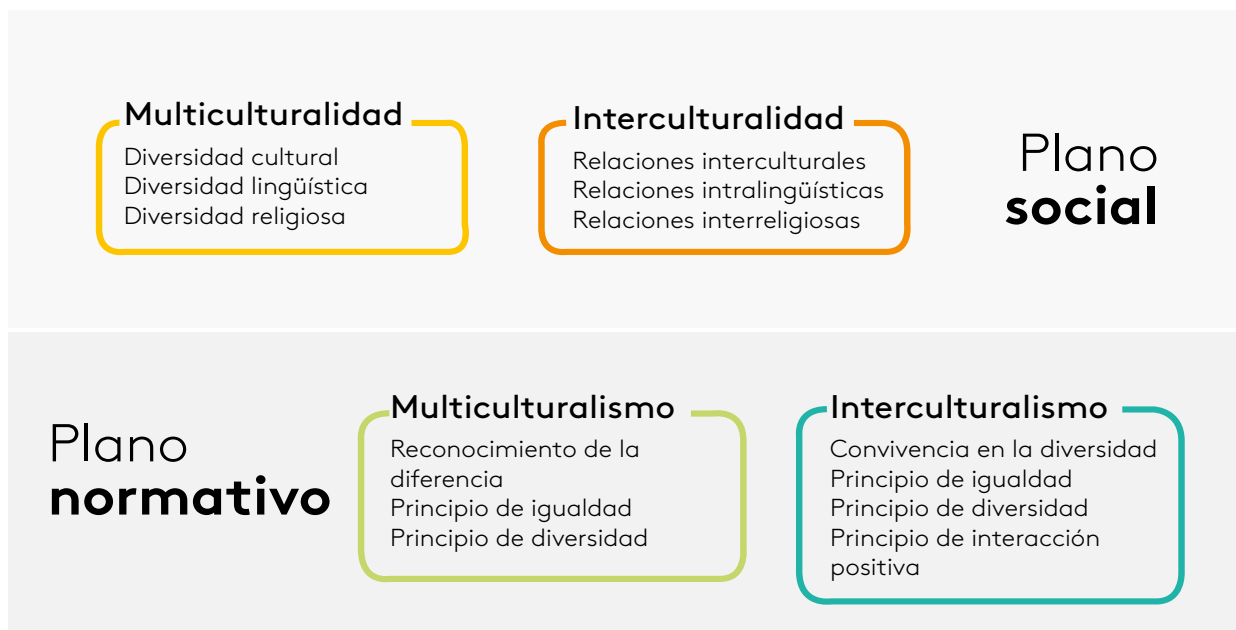 Multiculturalidad
Diversidad cultural
Diversidad lingüística
Diversidad religiosa
Interculturalidad
Relaciones interculturales
Relaciones intralingüísticas
Relaciones interreligiosas
Plano
social
Plano
normativo
Multiculturalismo
Reconocimiento de la
diferencia
Principio de igualdad
Principio de diversidad
Interculturalismo
Convivencia en la diversidad
Principio de igualdad
Principio de diversidad
Principio de interacción
positiva